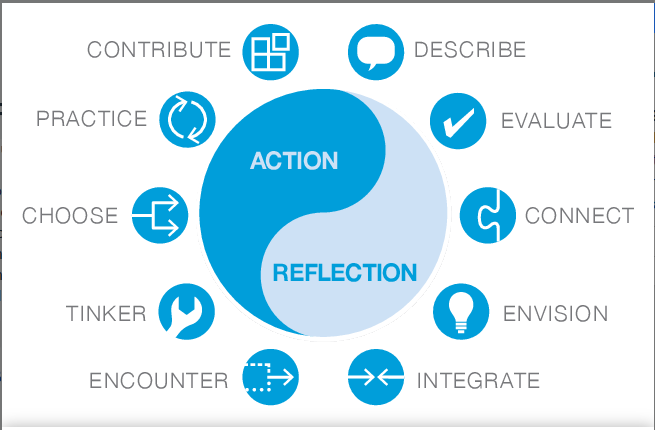 CONTRIBUTE
DESCRIBE
PRACTICE
EVALUATE
ACTION
CHOOSE
CONNECT
REFLECTION
TINKER
ENVISION
ENCOUNTER
INTEGRATE